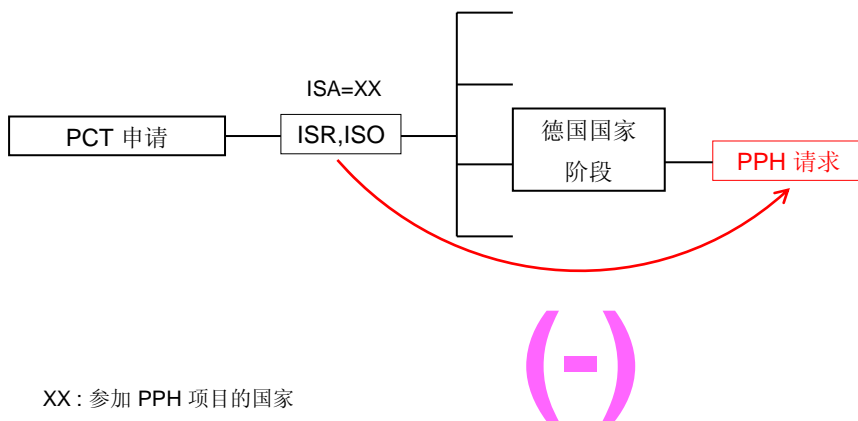 ISA=XX
PCT 申请
ISR,ISO
德国国家
阶段
PPH 请求
(-)
XX : 参加 PPH 项目的国家